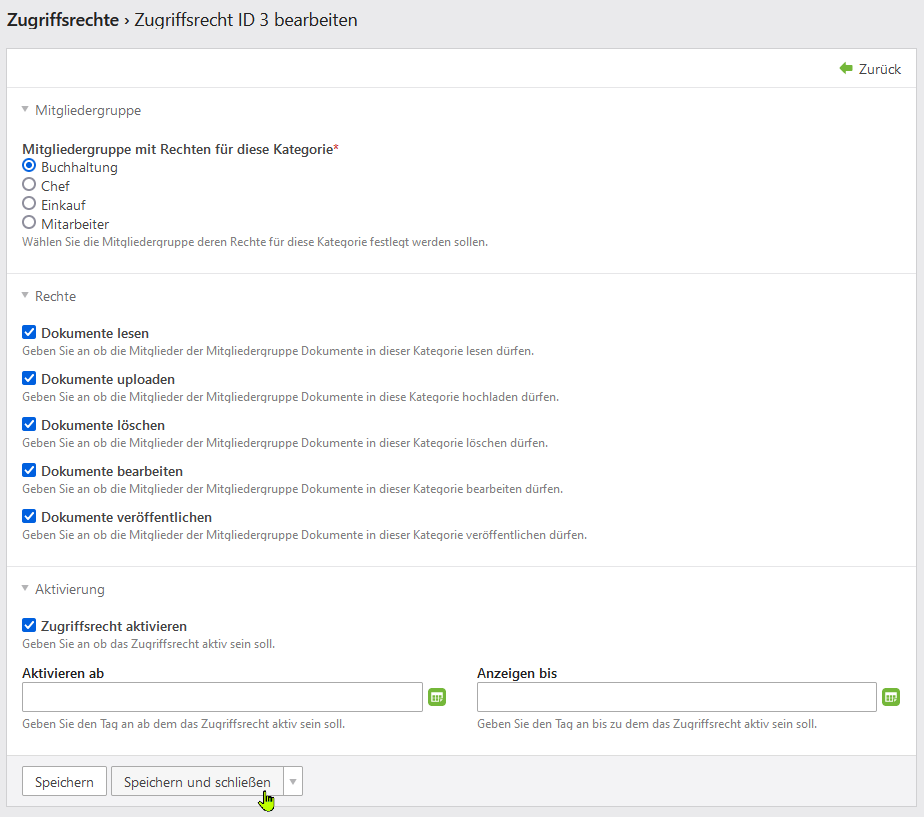 Zugriffsrechte › Zugriffsrecht ID 3 bearbeiten
Zurück
Mitgliedergruppe
Mitgliedergruppe mit Rechten für diese Kategorie*
Buchhaltung
Chef
Einkauf
Mitarbeiter
Wählen Sie die Mitgliedergruppe deren Rechte für diese Kategorie festlegt werden sollen.
Rechte
Dokumente lesen
Geben Sie an ob die Mitglieder der Mitgliedergruppe Dokumente in dieser Kategorie lesen dürfen.
Dokumente uploaden
Geben Sie an ob die Mitglieder der Mitgliedergruppe Dokumente in diese Kategorie hochladen dürfen.
Dokumente löschen
Geben Sie an ob die Mitglieder der Mitgliedergruppe Dokumente in dieser Kategorie löschen dürfen.
Dokumente bearbeiten
Geben Sie an ob die Mitglieder der Mitgliedergruppe Dokumente in dieser Kategorie bearbeiten dürfen.
Dokumente veröffentlichen
Geben Sie an ob die Mitglieder der Mitgliedergruppe Dokumente in dieser Kategorie veröffentlichen dürfen.
Aktivierung
Zugriffsrecht aktivieren
Geben Sie an ob das Zugriffsrecht aktiv sein soll.
Aktivieren ab
Geben Sie den Tag an ab dem das Zugriffsrecht aktiv sein soll.
Anzeigen bis
Geben Sie den Tag an bis zu dem das Zugriffsrecht aktiv sein soll.
Speichern
Speichern und schließen